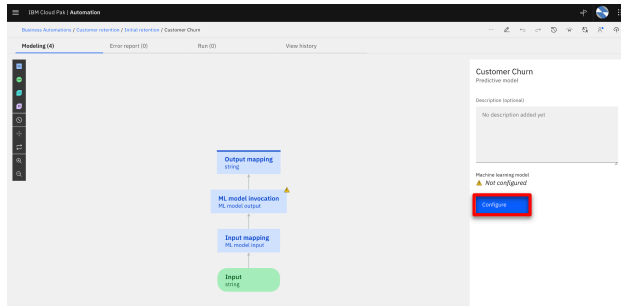 IBM Cloud Pak | Automation
Business Automations / Customer retention / Initial retention / Customer Churn
Modeling (4) Error report (0) Run (0) View history
Customer Churn
Predictive model
Description (optional)
No description added yet
Machine learning model
Not configured
Configure
Output mapping
string
ML model invocation
ML model output
Input mapping
ML model input
Input
string